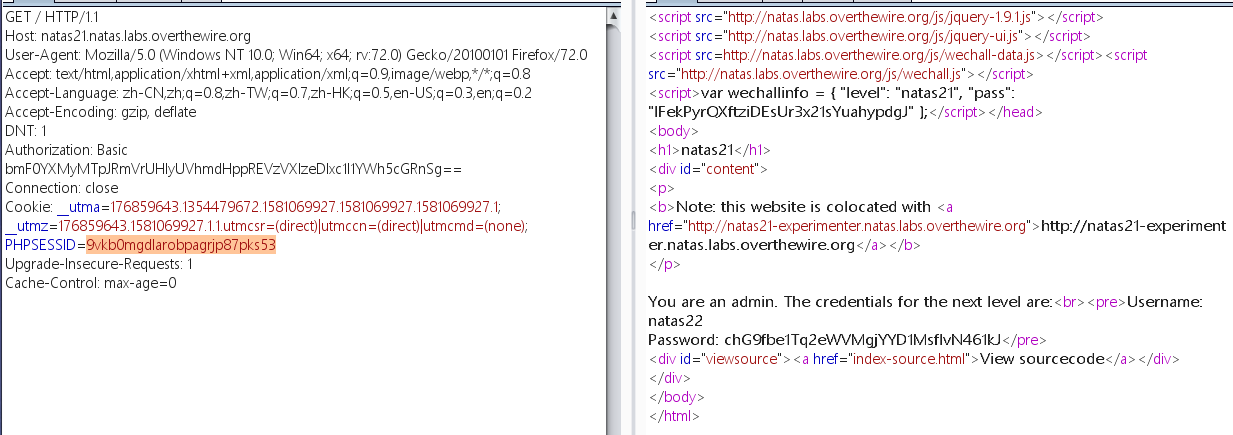 GET / HTTP/1.1
Host: natas21.natas.labs.overthewire.org
User-Agent: Mozilla/5.0 (Windows NT 10.0; Win64; x64; rv:72.0) Gecko/20100101 Firefox/72.0
Accept: text/html,application/xhtml+xml,application/xml;q=0.9,image/webp,*/*;q=0.8
Accept-Language: zh-CN,zh;q=0.8,zh-TW;q=0.7,zh-HK;q=0.5,en-US;q=0.3,en;q=0.2
Accept-Encoding: gzip, deflate
DNT: 1
Authorization: Basic
bmF0YXMyMTpJRmVrUHlyUVhmdHppREVzVXIzeDIxc1l1YWh5cGRnSg==
Connection: close
Cookie: __utma=176859643.1354479672.1581069927.1581069927.1581069927.1;
__utmz=176859643.1581069927.1.1.utmcsr=(direct)|utmccn=(direct)|utmcmd=(none);
PHPSESSID=9vkb0mgdlarobpagrjp87pks53
Upgrade-Insecure-Requests: 1
Cache-Control: max-age=0
<script src="http://natas.labs.overthewire.org/js/jquery-1.9.1.js"></script>
<script src="http://natas.labs.overthewire.org/js/jquery-ui.js"></script>
<script src=http://natas.labs.overthewire.org/js/wechall-data.js></script><script
src="http://natas.labs.overthewire.org/js/wechall.js"></script>
<script>var wechallinfo = { "level": "natas21", "pass":
"IFekPyrQXftziDEsUr3x21sYuahypdgJ" };</script></head>
<body>
<h1>natas21</h1>
<div id="content">
<p>
<b>Note: this website is colocated with <a
href="http://natas21-experimenter.natas.labs.overthewire.org">http://natas21-experiment
er.natas.labs.overthewire.org</a></b>
</p>
You are an admin. The credentials for the next level are:<br><pre>Username:
natas22
Password: chG9fbe1Tq2eWVMgjYYD1MsfIvN461kJ</pre>
<div id="viewsource"><a href="index-source.html">View sourcecode</a></div>
</div>
</body>
</html>